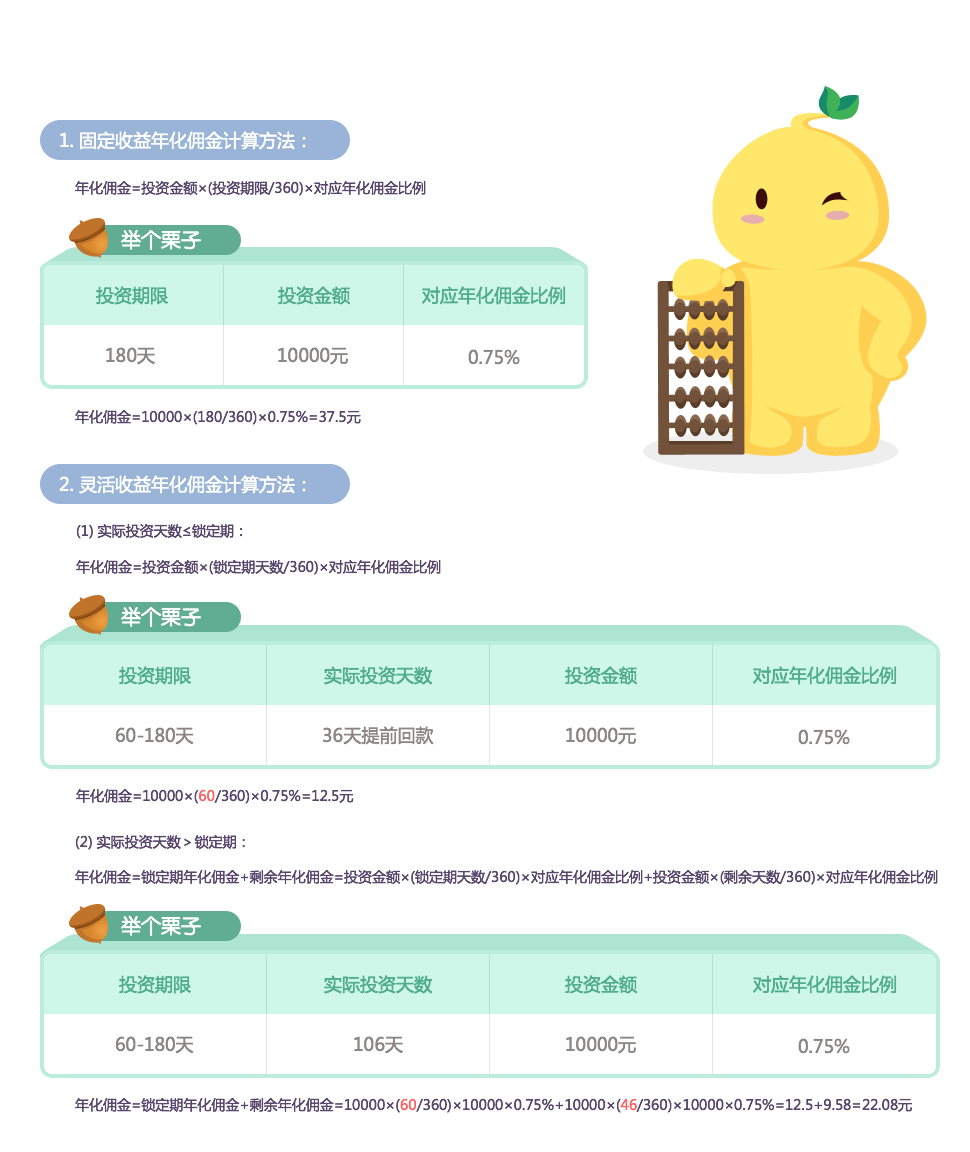 1. 固定收益年化佣金计算方法：
年化佣金=投资金额×(投资期限/360)×对应年化佣金比例
举个栗子
投资期限 投资金额 对应年化佣金比例
180天 10000元 0.75%
年化佣金=10000×(180/360)×0.75%=37.5元
2. 灵活收益年化佣金计算方法：
(1) 实际投资天数≤锁定期：
年化佣金=投资金额×(锁定期天数/360)×对应年化佣金比例
举个栗子
投资期限 实际投资天数 投资金额 对应年化佣金比例
60-180天 36天提前回款 10000元 0.75%
年化佣金=10000×(60/360)×0.75%=12.5元
(2) 实际投资天数 > 锁定期：
年化佣金=锁定期年化佣金+剩余年化佣金=投资金额×(锁定期天数/360)×对应年化佣金比例+投资金额×(剩余天数/360)×对应年化佣金比例
举个栗子
投资期限 实际投资天数 投资金额 对应年化佣金比例
60-180天 106天 10000元 0.75%
年化佣金=锁定期年化佣金+剩余年化佣金=10000×(60/360)×10000×0.75%+10000×(46/360)×10000×0.75%=12.5+9.58=22.08元